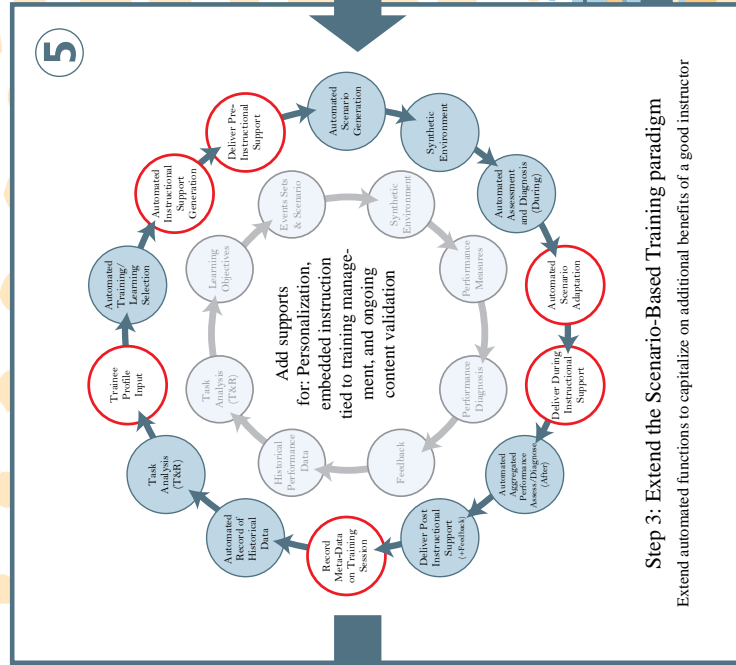 5
Trainee
Profile
Input
Automated
Training/
Learning
Selection
Automated
Instructional
Support
Generation
Deliver Pre-
Instructional
Support
Automated
Scenario
Generation
Synthetic
Environment
Automated
Assessment
and Diagnosis
(During)
Automated
Scenario
Adaptation
Deliver During
Instructional
Support
Automated
Aggregated
Performance
Assess/Diagnose
(After)
Deliver Post
Instructional
Support
(+Feedback)
Record
Meta-Data
on Training
Session
Automated
Record of
Historical
Data
Task
Analysis
(T&R)
Task
Analysis
(T&R)
Learning
Objectives
Events Sets
& Scenario
Synthetic
Environment
Performance
Measures
Performance
Diagnosis
Feedback
Historical
Performance
Data
Add supports
for: Personalization,
embedded instruction
tied to training manage-
ment, and ongoing
content validation
Step 3: Extend the Scenario-Based Training paradigm
Extend automated functions to capitalize on additional benefits of a good instructor